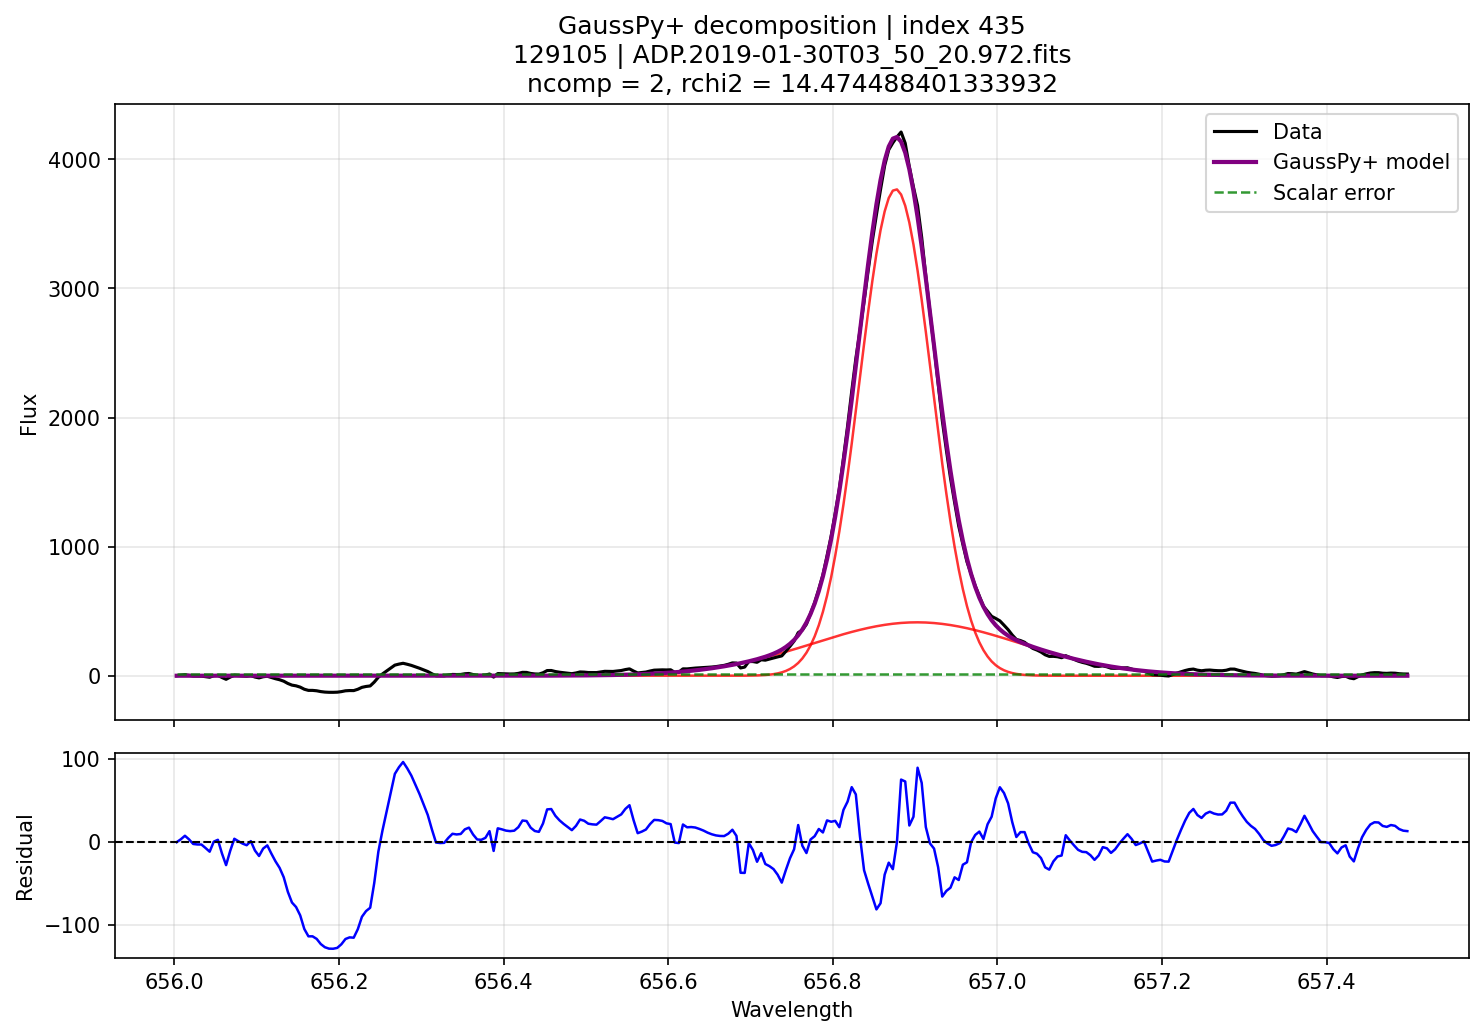 GaussPy+ decomposition | index 435
129105 | ADP.2019-01-30T03_50_20.972.fits
ncomp = 2, rchi2 = 14.474488401333932
Data
GaussPy+ model
Scalar error
Flux
4000
3000
2000
1000
0
Residual
100
0
−100
656.0 656.2 656.4 656.6 656.8 657.0 657.2 657.4
Wavelength